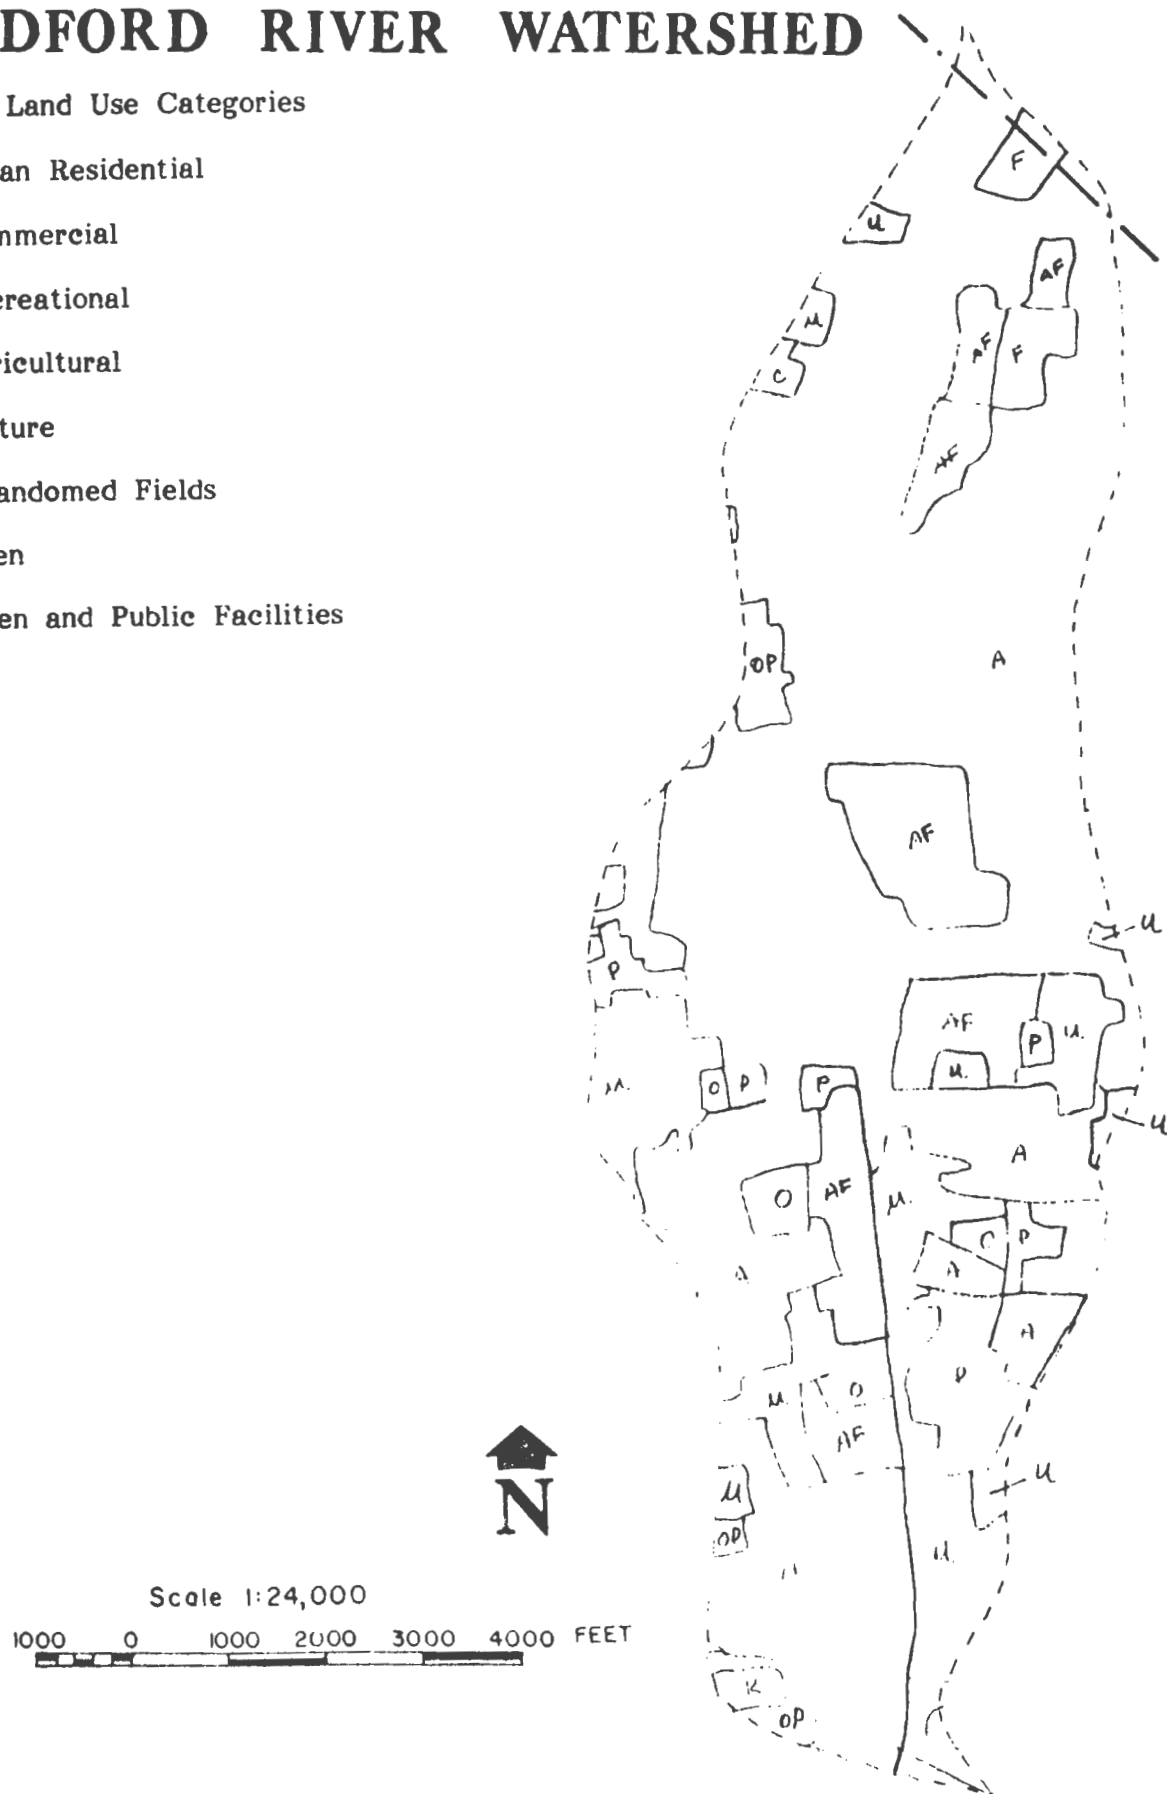 DFORD RIVER WATERSHED
Land Use Categories
an Residential
mmercial
creational
ricultural
ture
andomed Fields
en
en and Public Facilities
F
U
AF
U
AF
F
C
AF
OP
A
AF
U
P
AF
P
U.
U.
U.
O P
P
U
A
O
AF
U.
O P
A
A
A
P
U.
O
AF
U
U
OP
U.
R
OP
N
Scale 1:24,000
1000 0 1000 2000 3000 4000 FEET